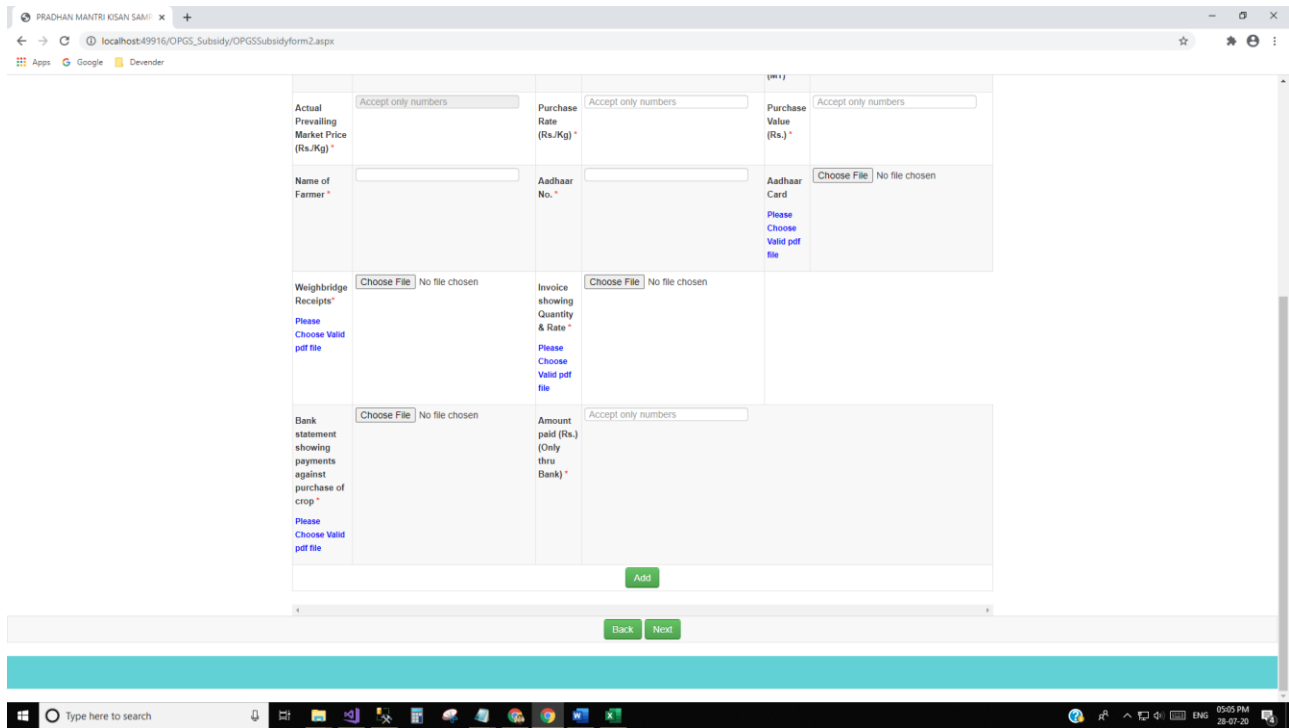 PRADHAN MANTRI KISAN SAMP
localhost:49916/OPGS_Subsidy/OPGSSubsidyform2.aspx
Apps Google Devender
(MT)
Actual
Prevailing
Market Price
(Rs./Kg) *
Accept only numbers
Purchase
Rate
(Rs./Kg) *
Accept only numbers
Purchase
Value
(Rs.) *
Accept only numbers
Name of
Farmer *
Aadhaar
No. *
Aadhaar
Card
Please
Choose
Valid pdf
file
Choose File No file chosen
Weighbridge
Receipts*
Please
Choose Valid
pdf file
Choose File No file chosen
Invoice
showing
Quantity
& Rate *
Please
Choose
Valid pdf
file
Choose File No file chosen
Bank
statement
showing
payments
against
purchase of
crop *
Please
Choose Valid
pdf file
Choose File No file chosen
Amount
paid (Rs.)
(Only
thru
Bank) *
Accept only numbers
Add
Back Next
Type here to search
ENG
05:05 PM
28-07-20